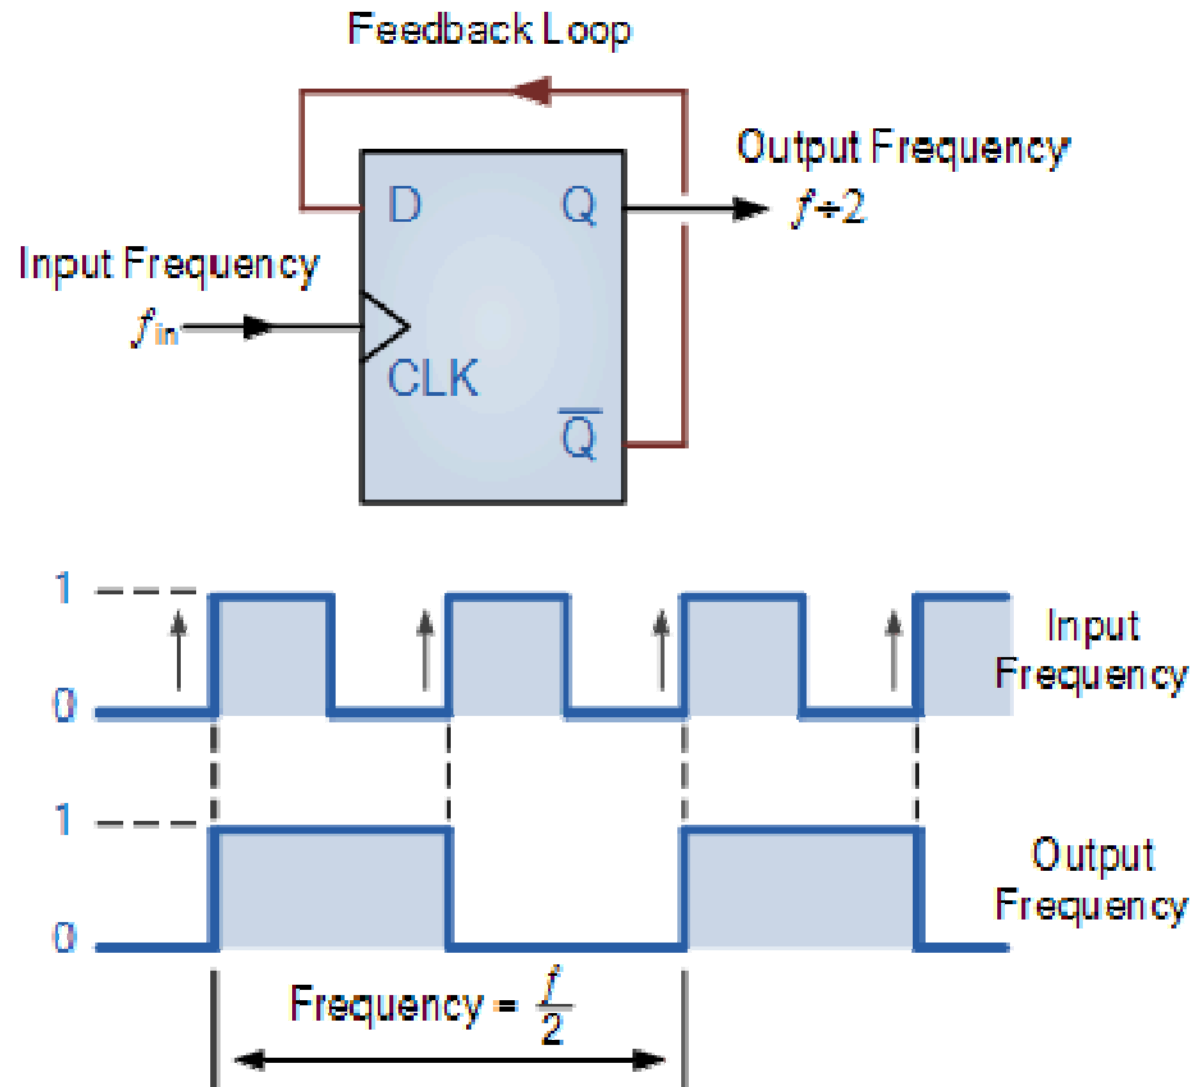 Feedback Loop
Output Frequency
f÷2
D
Q
Input Frequency
fin
CLK
Q̅
1
0
Input
Frequency
1
0
Output
Frequency
Frequency = f/2